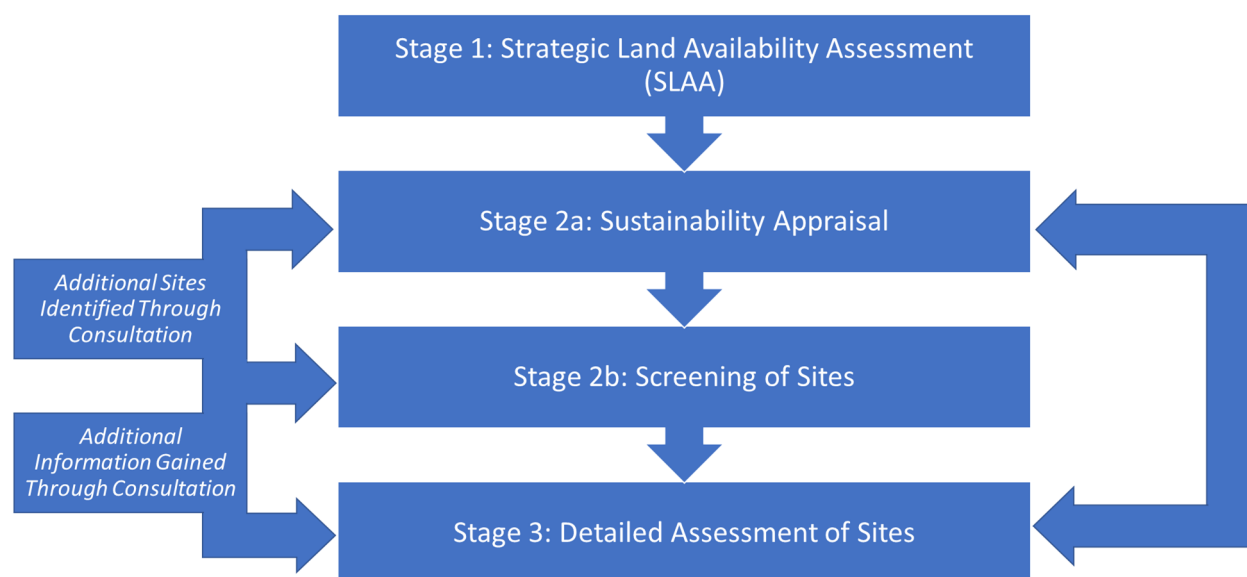 Stage 1: Strategic Land Availability Assessment
(SLAA)
Stage 2a: Sustainability Appraisal
Additional Sites
Identified Through
Consultation
Stage 2b: Screening of Sites
Additional
Information Gained
Through Consultation
Stage 3: Detailed Assessment of Sites